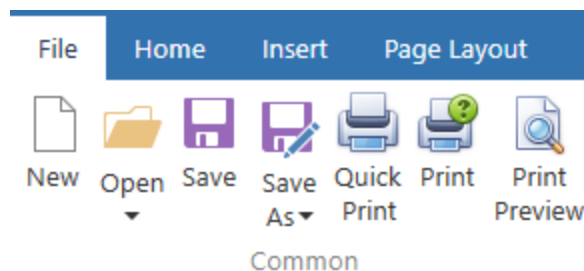 File Home Insert Page Layout
New Open Save Save As Quick Print Print Print Preview
Common